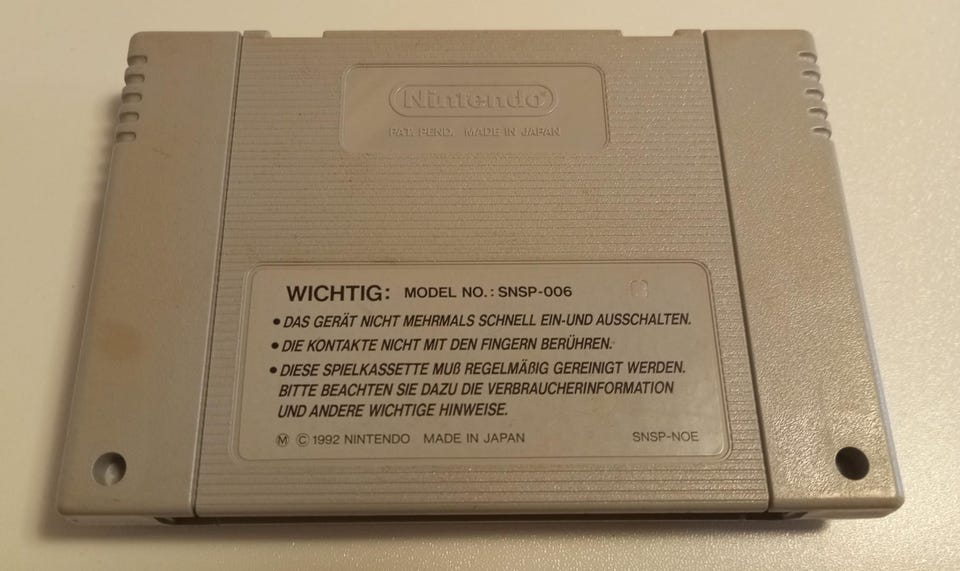 Nintendo®
PAT. PEND. MADE IN JAPAN
WICHTIG: MODEL NO.: SNSP-006
• DAS GERÄT NICHT MEHRMALS SCHNELL EIN-UND AUSSCHALTEN.
• DIE KONTAKTE NICHT MIT DEN FINGERN BERÜHREN.
• DIESE SPIELKASSETTE MUß REGELMÄßIG GEREINIGT WERDEN.
BITTE BEACHTEN SIE DAZU DIE VERBRAUCHERINFORMATION
UND ANDERE WICHTIGE HINWEISE.
Ⓜ © 1992 NINTENDO MADE IN JAPAN SNSP-NOE